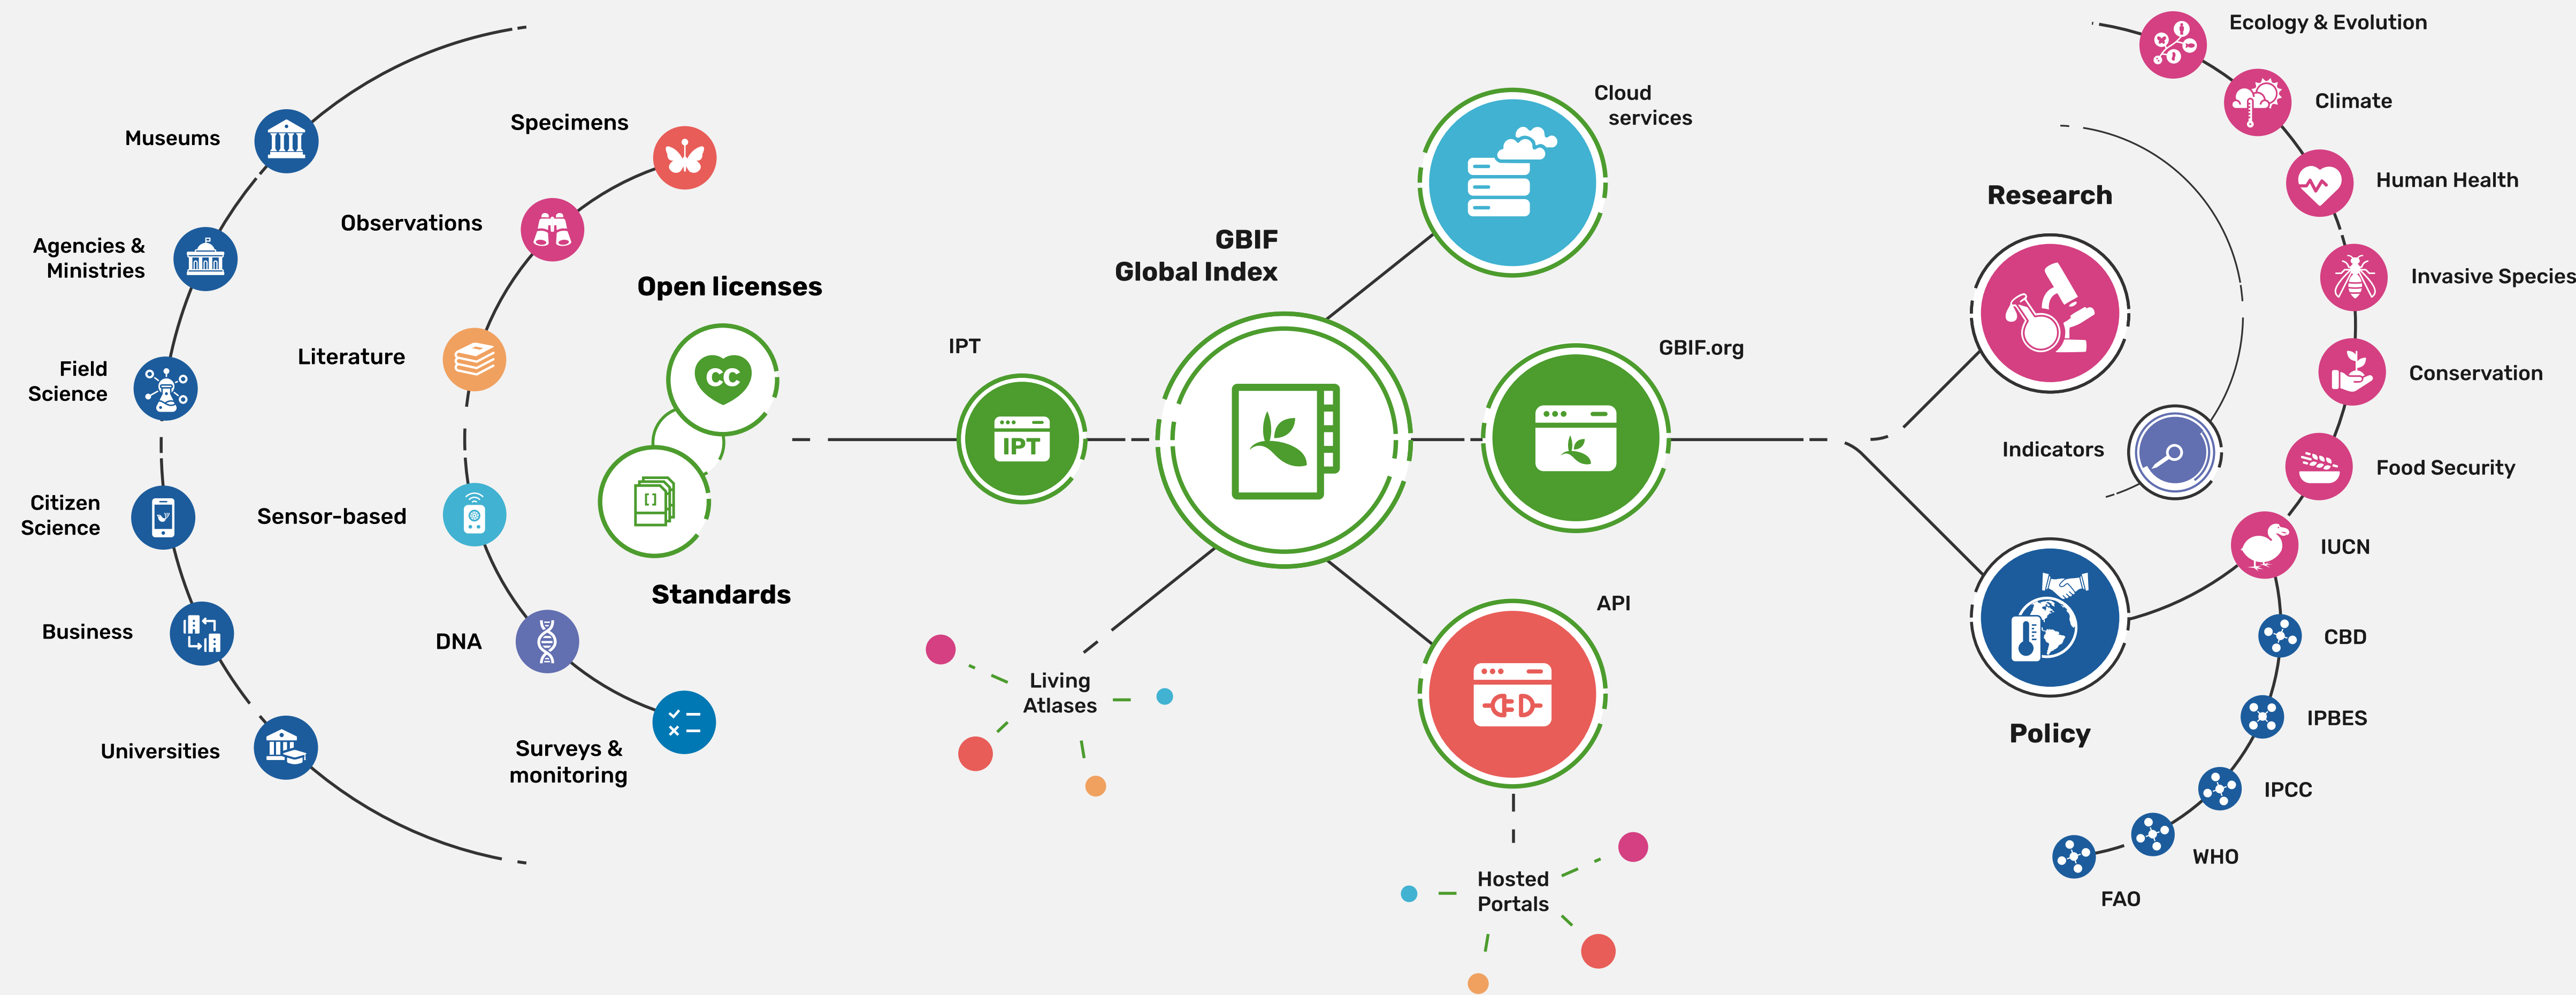 Museums
Agencies &
Ministries
Field
Science
Citizen
Science
Business
Universities
Specimens
Observations
Literature
Sensor-based
DNA
Surveys &
monitoring
Open licenses
CC
[ ]
Standards
IPT
IPT
GBIF
Global Index
Cloud
services
GBIF.org
API
Living
Atlases
Hosted
Portals
Research
Indicators
Policy
Ecology & Evolution
Climate
Human Health
Invasive Species
Conservation
Food Security
IUCN
CBD
IPBES
IPCC
WHO
FAO